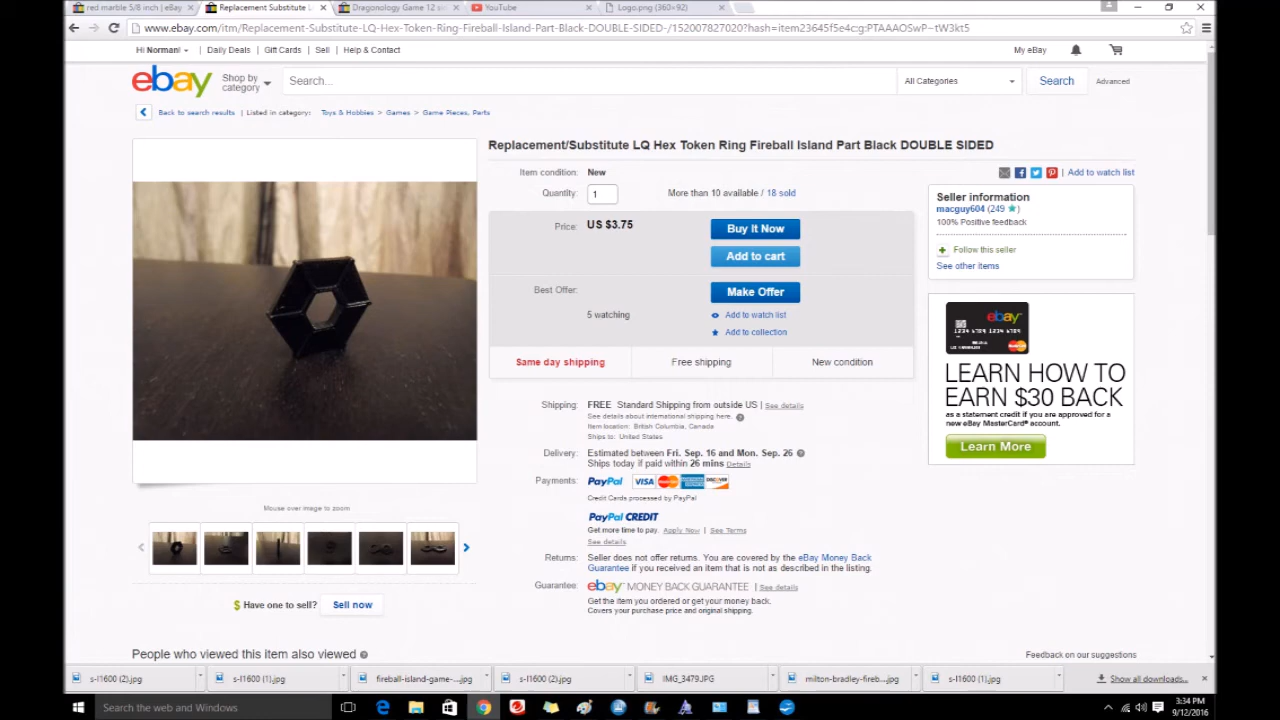 red marble 5/8 inch | eBay
Replacement Substitute L
Dragonology Game 12 s
YouTube
Logo.png (360×92)
https://www.ebay.com/itm/Replacement-Substitute-LQ-Hex-Token-Ring-Fireball-Island-Part-Black-DOUBLE-SIDED-/152007827020?hash=item23645f5e4c:g:PTAAAOSwP~tW3kt5
Hi Norman! Daily Deals | Gift Cards | Sell | Help & Contact My eBay
ebay Shop by category Search... All Categories Search Advanced
Back to search results | Listed in category: Toys & Hobbies > Games > Game Pieces, Parts
Replacement/Substitute LQ Hex Token Ring Fireball Island Part Black DOUBLE SIDED
Item condition: New
| Add to watch list
Quantity: 1 More than 10 available / 18 sold
Price: US $3.75 Buy It Now
Add to cart
Best Offer: Make Offer
5 watching Add to watch list
Add to collection
Same day shipping Free shipping New condition
Seller information
macguy604 (249 )
100% Positive feedback
Follow this seller
See other items
ebay
LEARN HOW TO
EARN $30 BACK
as a statement credit if you are approved for a
new eBay MasterCard account.
Learn More
Shipping: FREE Standard Shipping from outside US | See details
See details about international shipping here.
Item location: British Columbia, Canada
Ships to: United States
Delivery: Estimated between Fri. Sep. 16 and Mon. Sep. 26
Ships today if paid within 26 mins Details
Payments: PayPal VISA MasterCard AMERICAN EXPRESS DISCOVER
Credit Cards processed by PayPal
PayPal CREDIT
Get more time to pay. Apply Now | See Terms
See details
Returns: Seller does not offer returns. You are covered by the eBay Money Back
Guarantee if you received an item that is not as described in the listing.
Guarantee: ebay MONEY BACK GUARANTEE | See details
Get the item you ordered or get your money back.
Covers your purchase price and original shipping.
Mouse over image to zoom
$ Have one to sell? Sell now
People who viewed this item also viewed
Feedback on our suggestions
s-l1600 (2).jpg
s-l1600 (1).jpg
fireball-island-game-....jpg
s-l1600 (2).jpg
IMG_3479.JPG
milton-bradley-fireb....jpg
s-l1600 (1).jpg
Show all downloads...
Search the web and Windows
3:34 PM
9/12/2016